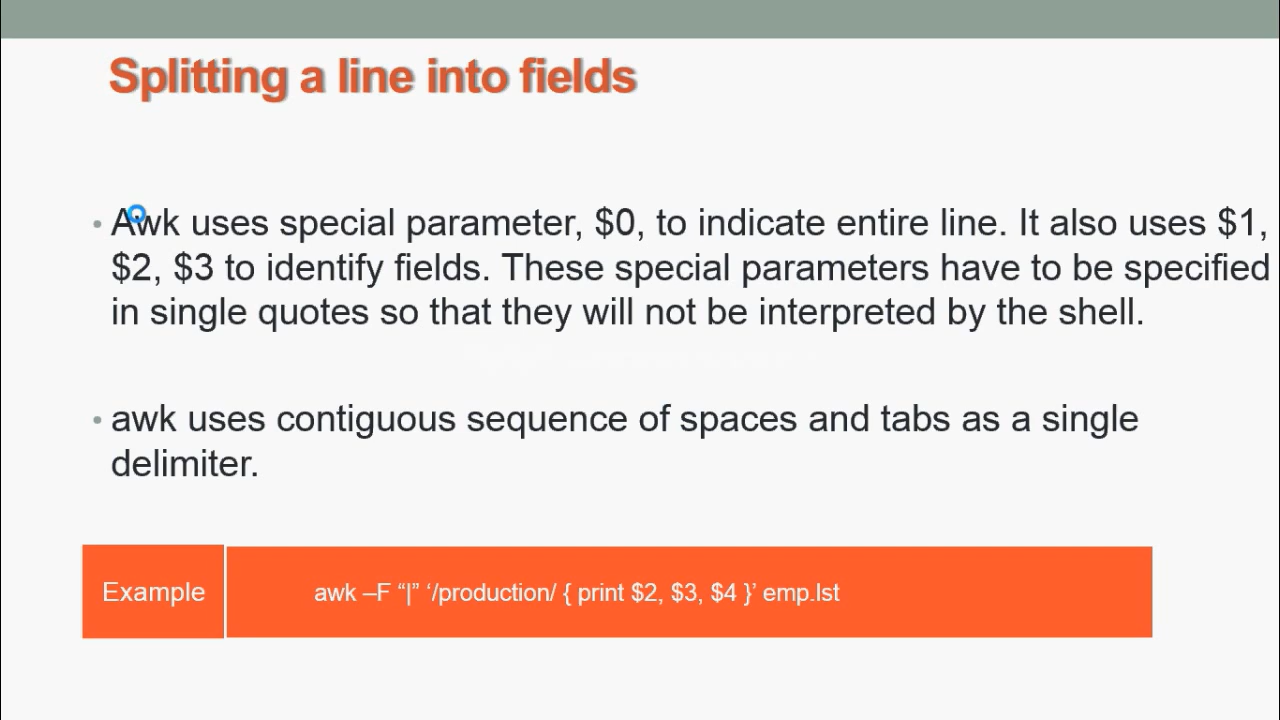 Splitting a line into fields
• Awk uses special parameter, $0, to indicate entire line. It also uses $1,
$2, $3 to identify fields. These special parameters have to be specified
in single quotes so that they will not be interpreted by the shell.
• awk uses contiguous sequence of spaces and tabs as a single
delimiter.
Example
awk –F “|” ‘/production/ { print $2, $3, $4 }’ emp.lst